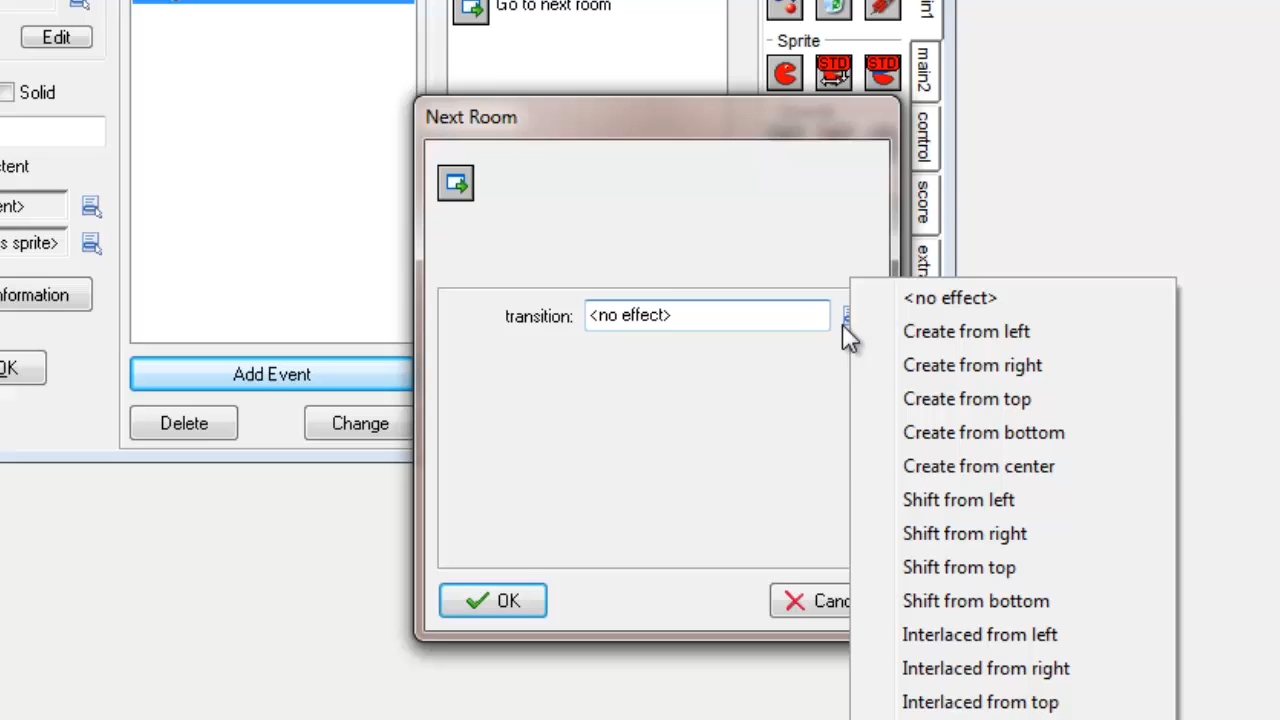 Go to next room
in1
Edit
Sprite
main2
Solid
Next Room
control
tent
score
ent>
s sprite>
extra
nformation
transition:
<no effect>
OK
Add Event
Delete
Change
OK
Canc
<no effect>
Create from left
Create from right
Create from top
Create from bottom
Create from center
Shift from left
Shift from right
Shift from top
Shift from bottom
Interlaced from left
Interlaced from right
Interlaced from top